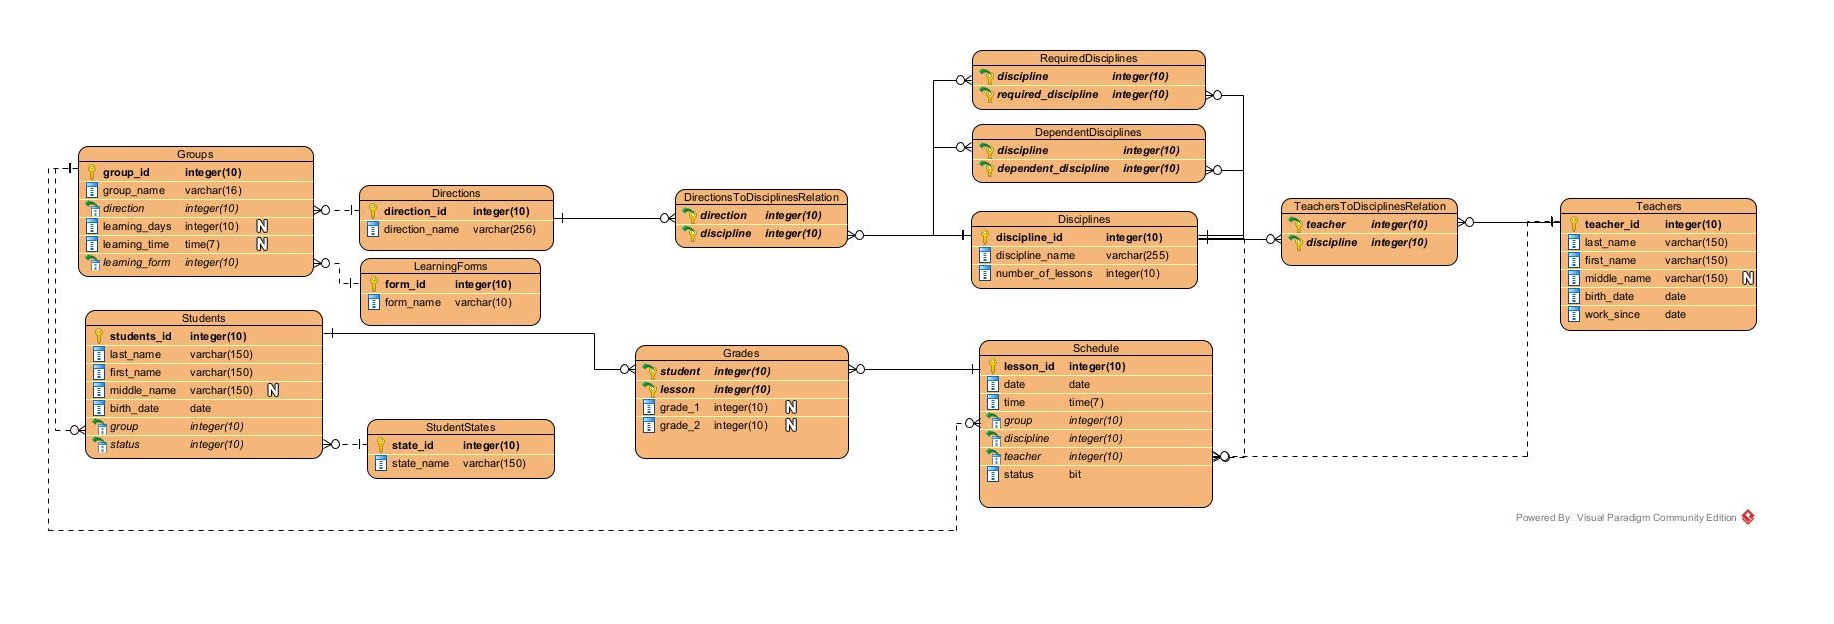 RequiredDisciplines
discipline integer(10)
required_discipline integer(10)
DependentDisciplines
discipline integer(10)
dependent_discipline integer(10)
Groups
group_id integer(10)
group_name varchar(16)
direction integer(10)
learning_days integer(10) N
learning_time time(7) N
learning_form integer(10)
Directions
direction_id integer(10)
direction_name varchar(256)
DirectionsToDisciplinesRelation
direction integer(10)
discipline integer(10)
Disciplines
discipline_id integer(10)
discipline_name varchar(255)
number_of_lessons integer(10)
TeachersToDisciplinesRelation
teacher integer(10)
discipline integer(10)
Teachers
teacher_id integer(10)
last_name varchar(150)
first_name varchar(150)
middle_name varchar(150) N
birth_date date
work_since date
LearningForms
form_id integer(10)
form_name varchar(10)
Students
students_id integer(10)
last_name varchar(150)
first_name varchar(150)
middle_name varchar(150) N
birth_date date
group integer(10)
status integer(10)
StudentStates
state_id integer(10)
state_name varchar(150)
Grades
student integer(10)
lesson integer(10)
grade_1 integer(10) N
grade_2 integer(10) N
Schedule
lesson_id integer(10)
date date
time time(7)
group integer(10)
discipline integer(10)
teacher integer(10)
status bit
Powered By Visual Paradigm Community Edition